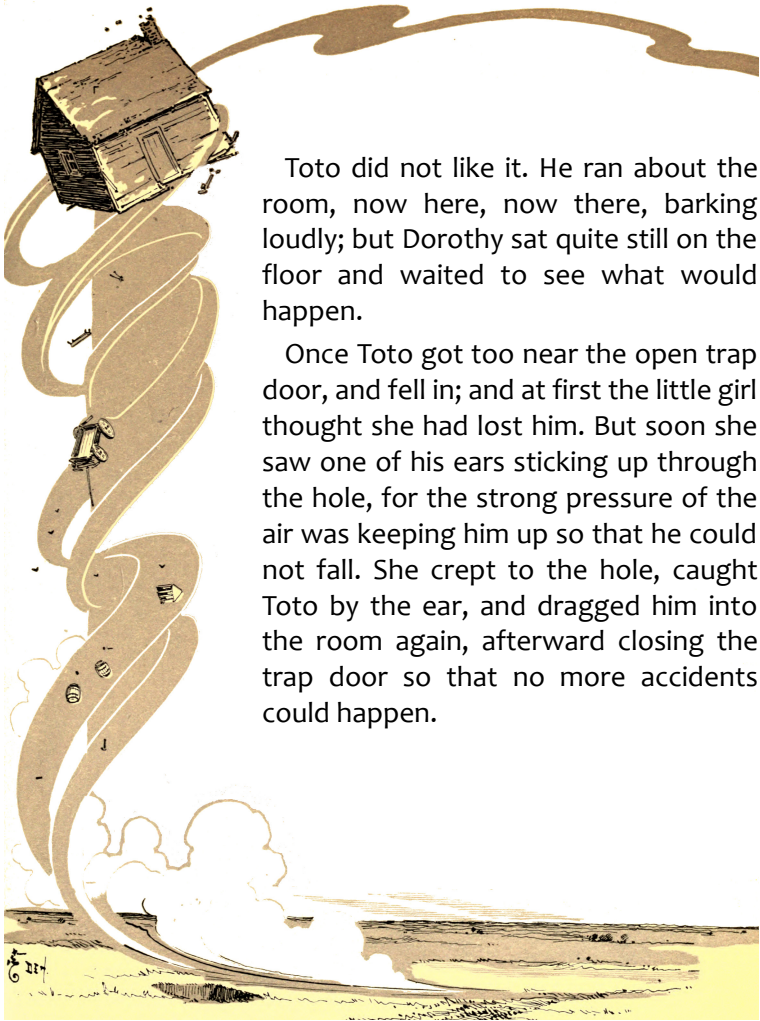 Toto did not like it. He ran about the
room, now here, now there, barking
loudly; but Dorothy sat quite still on the
floor and waited to see what would
happen.
Once Toto got too near the open trap
door, and fell in; and at first the little girl
thought she had lost him. But soon she
saw one of his ears sticking up through
the hole, for the strong pressure of the
air was keeping him up so that he could
not fall. She crept to the hole, caught
Toto by the ear, and dragged him into
the room again, afterward closing the
trap door so that no more accidents
could happen.
DEN